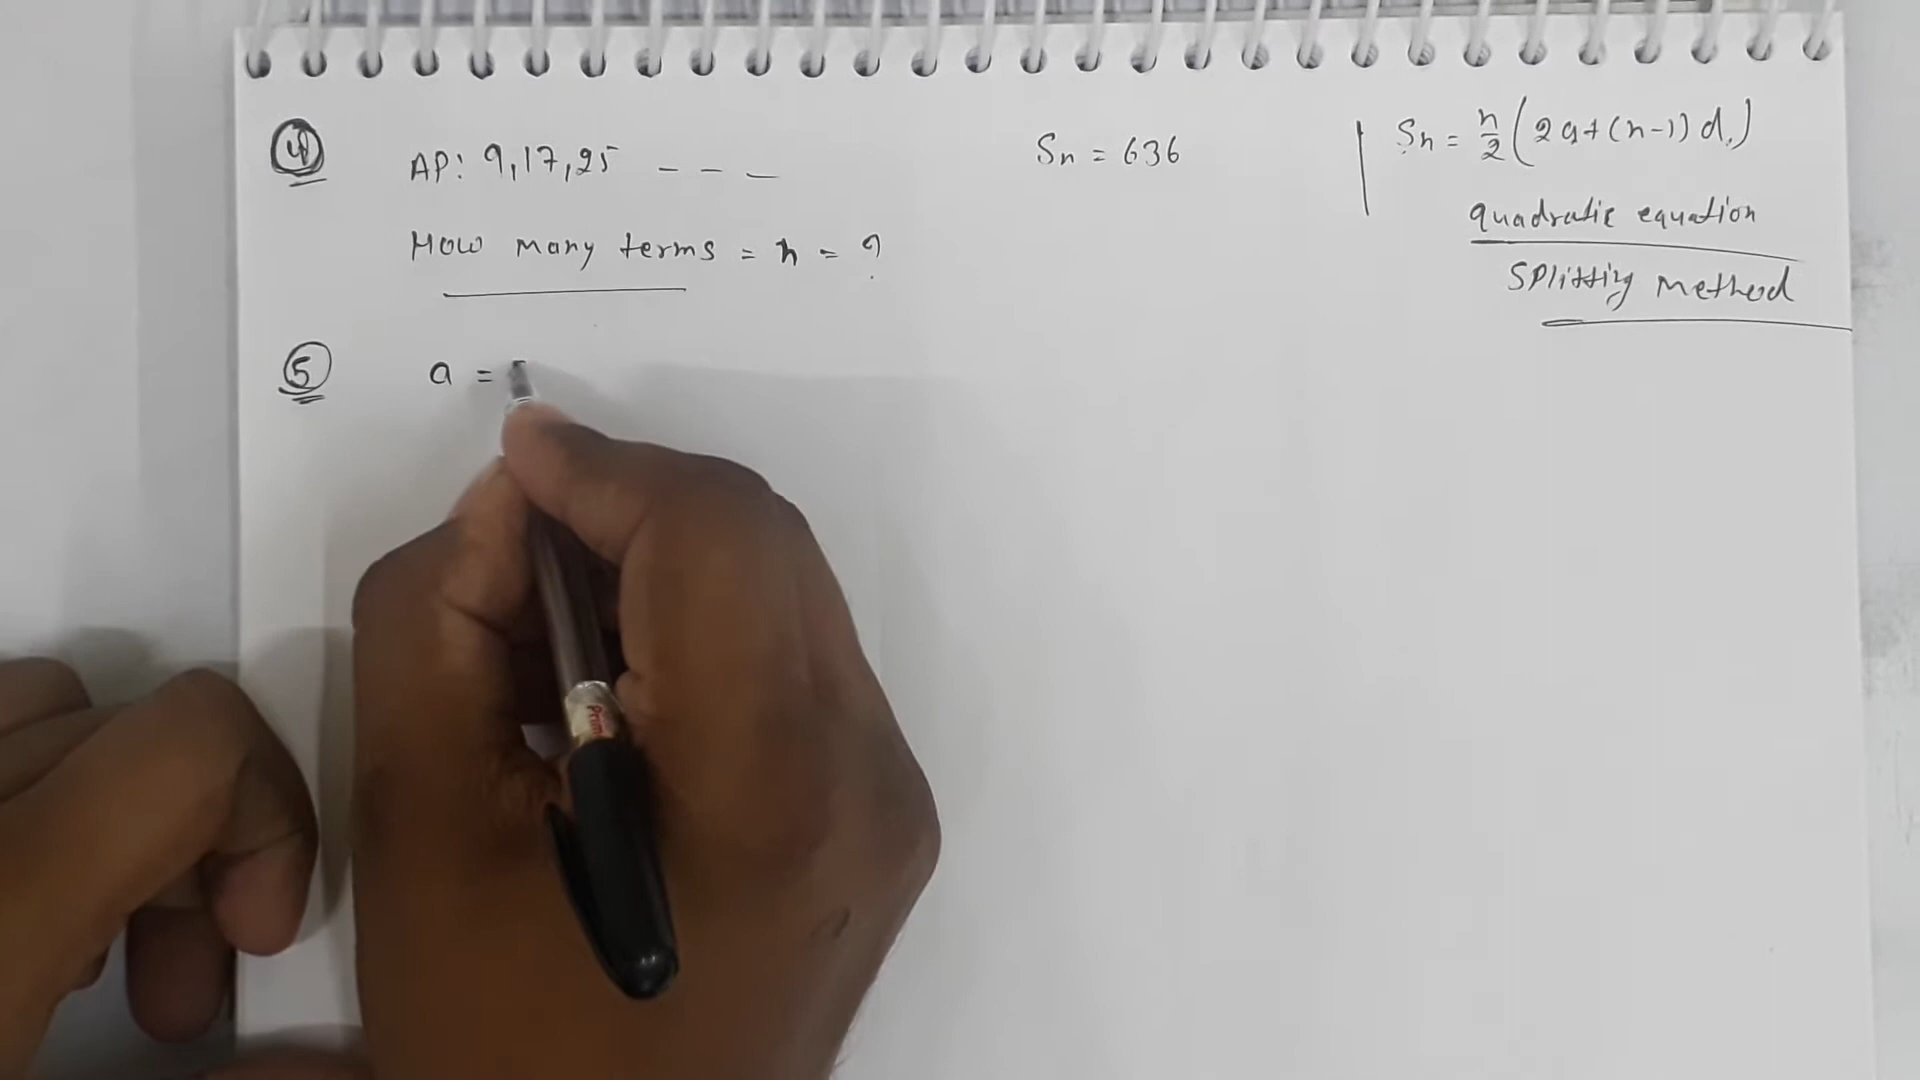 ④ AP: 9,17,25 - - - Sn = 636
Sn = n/2 (2a+(n-1)d)
quadratic equation
How many terms = n = ?
Splitting Method
⑤ a =
Prim